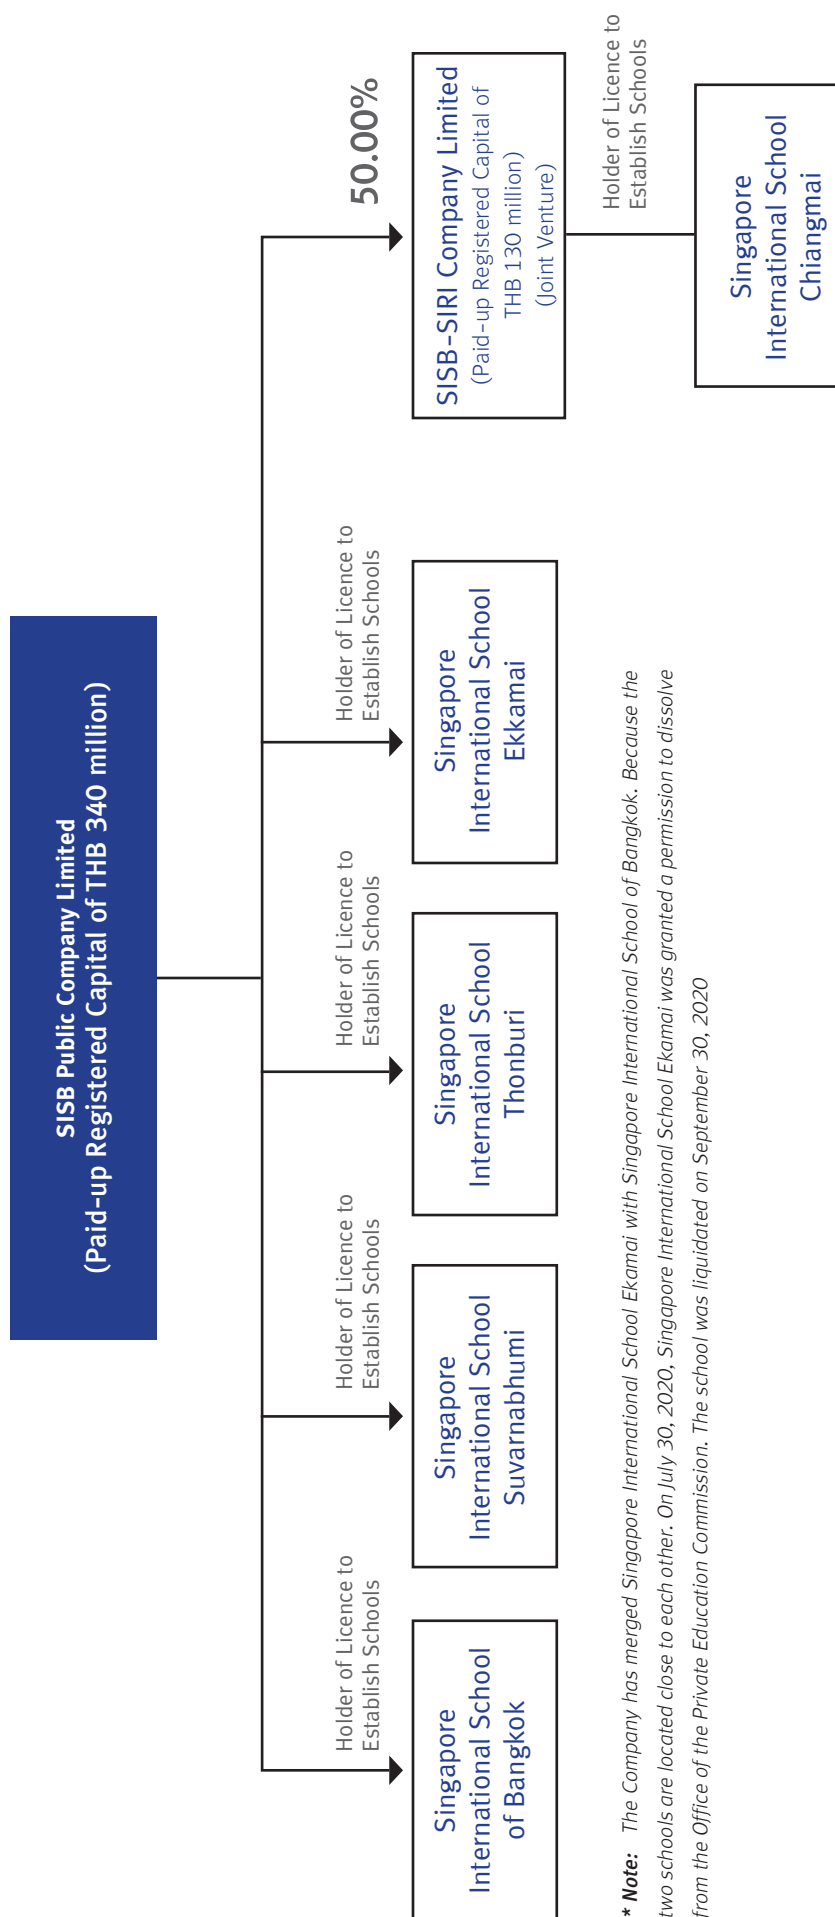 SISB Public Company Limited
(Paid-up Registered Capital of THB 340 million)
Holder of Licence to
Establish Schools
Holder of Licence to
Establish Schools
Holder of Licence to
Establish Schools
Holder of Licence to
Establish Schools
50.00%
Singapore
International School
of Bangkok
Singapore
International School
Suvarnabhumi
Singapore
International School
Thonburi
Singapore
International School
Ekkamai
SISB-SIRI Company Limited
(Paid-up Registered Capital of
THB 130 million)
(Joint Venture)
Holder of Licence to
Establish Schools
Singapore
International School
Chiangmai
* Note: The Company has merged Singapore International School Ekamai with Singapore International School of Bangkok. Because the
two schools are located close to each other. On July 30, 2020, Singapore International School Ekamai was granted a permission to dissolve
from the Office of the Private Education Commission. The school was liquidated on September 30, 2020